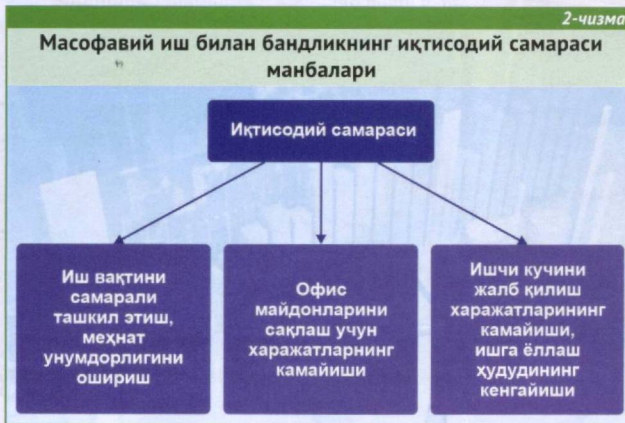 2-чизма
Масофавий иш билан бандликнинг иқтисодий самараси
манбалари
Иқтисодий самараси
Иш вақтини
самарали
ташкил этиш,
меҳнат
унумдорлигини
ошириш
Офис
майдонларини
сақлаш учун
харажатларнинг
камайиши
Ишчи кучини
жалб қилиш
харажатларининг
камайиши,
ишга ёллаш
ҳудудининг
кенгайиши